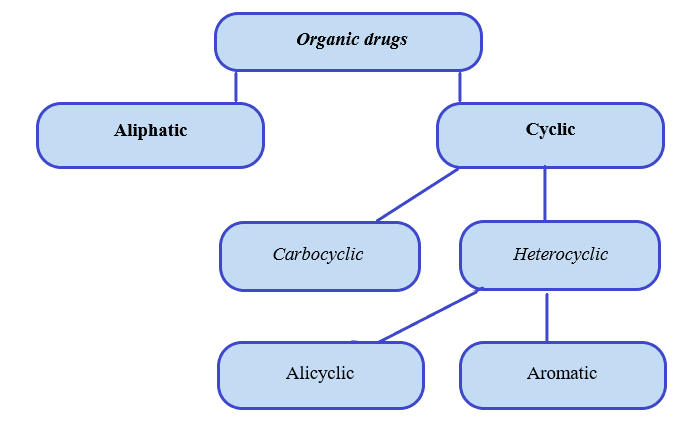 Organic drugs
Aliphatic
Cyclic
Carbocyclic
Heterocyclic
Alicyclic
Aromatic